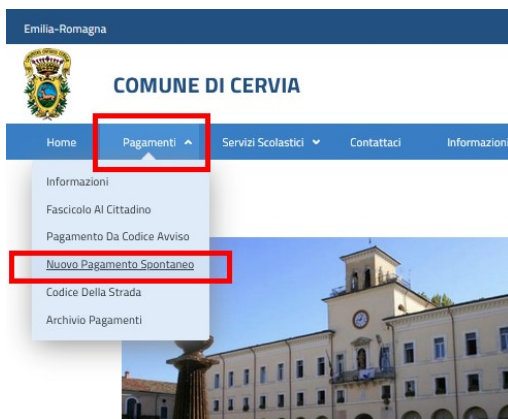 Emilia-Romagna
COMUNE DI CERVIA
Home Pagamenti Servizi Scolastici Contattaci Informazioni
Informazioni
Fascicolo Al Cittadino
Pagamento Da Codice Avviso
Nuovo Pagamento Spontaneo
Codice Della Strada
Archivio Pagamenti